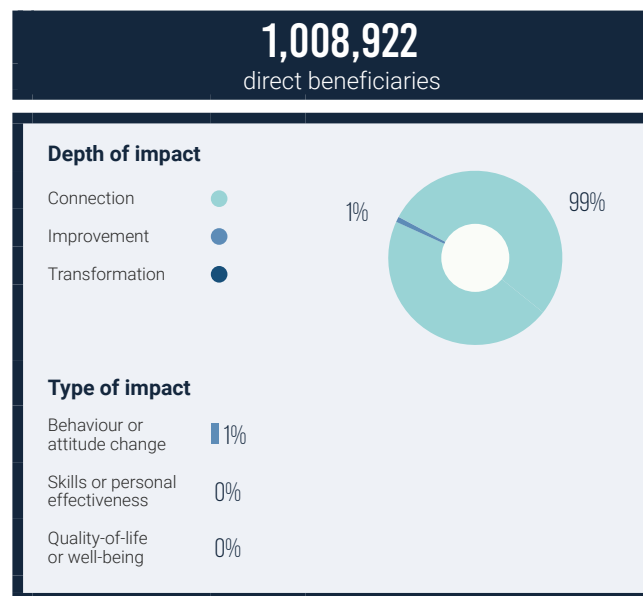 1,008,922
direct beneficiaries
Depth of impact
Connection
Improvement
Transformation
1%
99%
Type of impact
Behaviour or
attitude change
1%
Skills or personal
effectiveness
0%
Quality-of-life
or well-being
0%